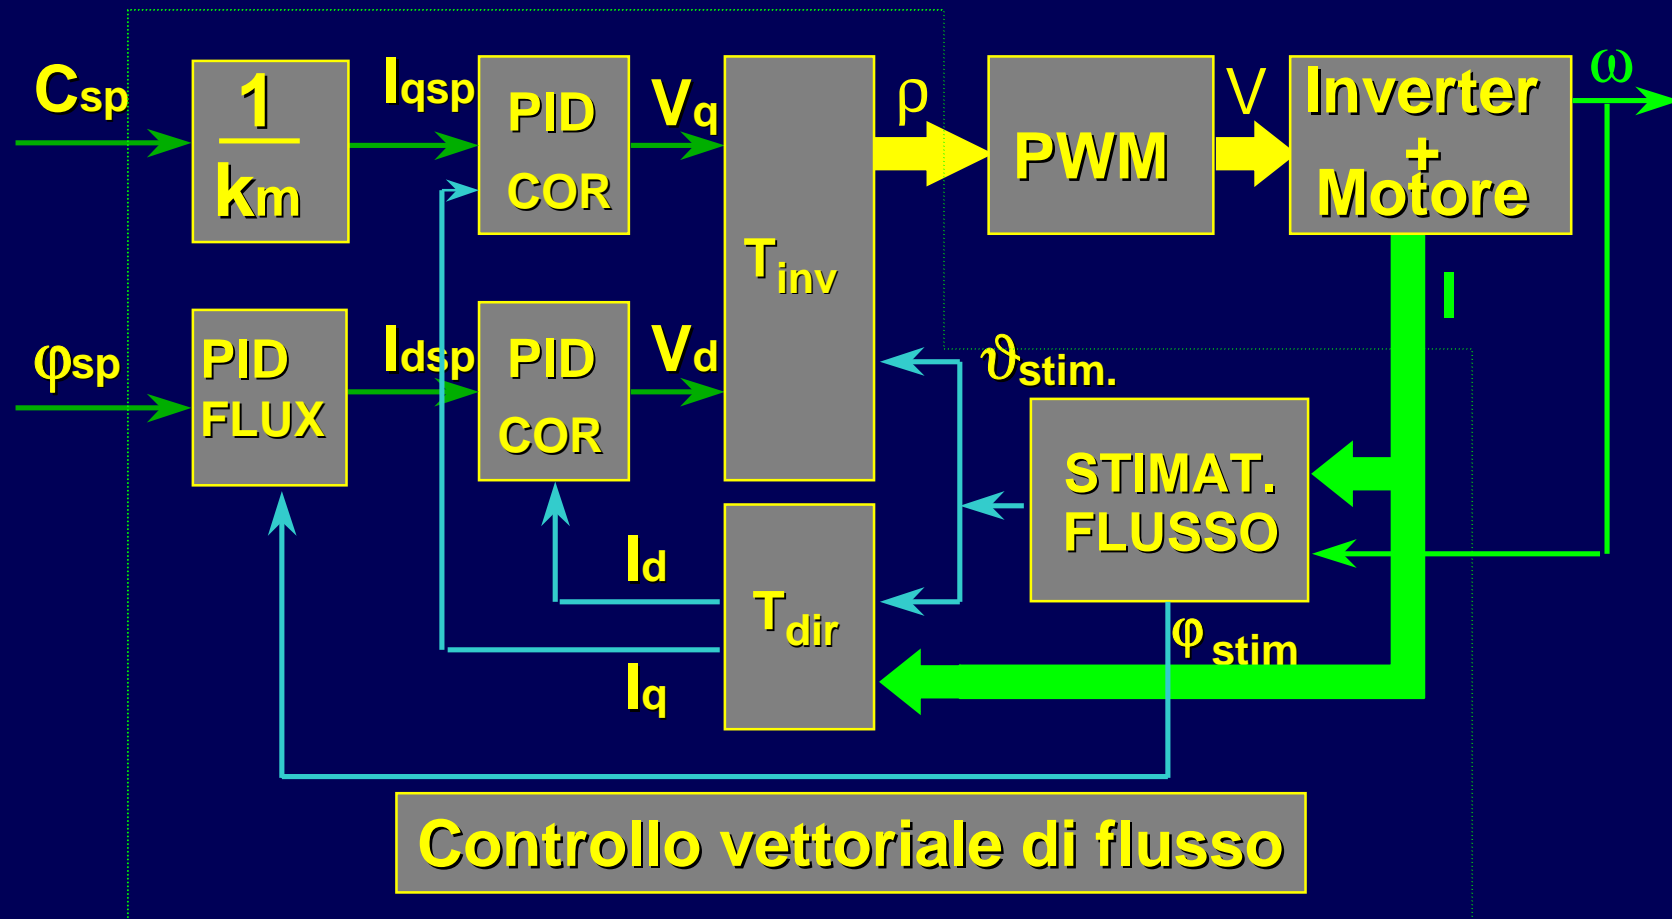 Csp
1
km
Iqsp
PID
COR
Vq
Tinv
ρ
PWM
V
Inverter
+
Motore
ω
I
φsp
PID
FLUX
Idsp
PID
COR
Vd
ϑstim.
STIMAT.
FLUSSO
Id
Tdir
φstim
Iq
Controllo vettoriale di flusso